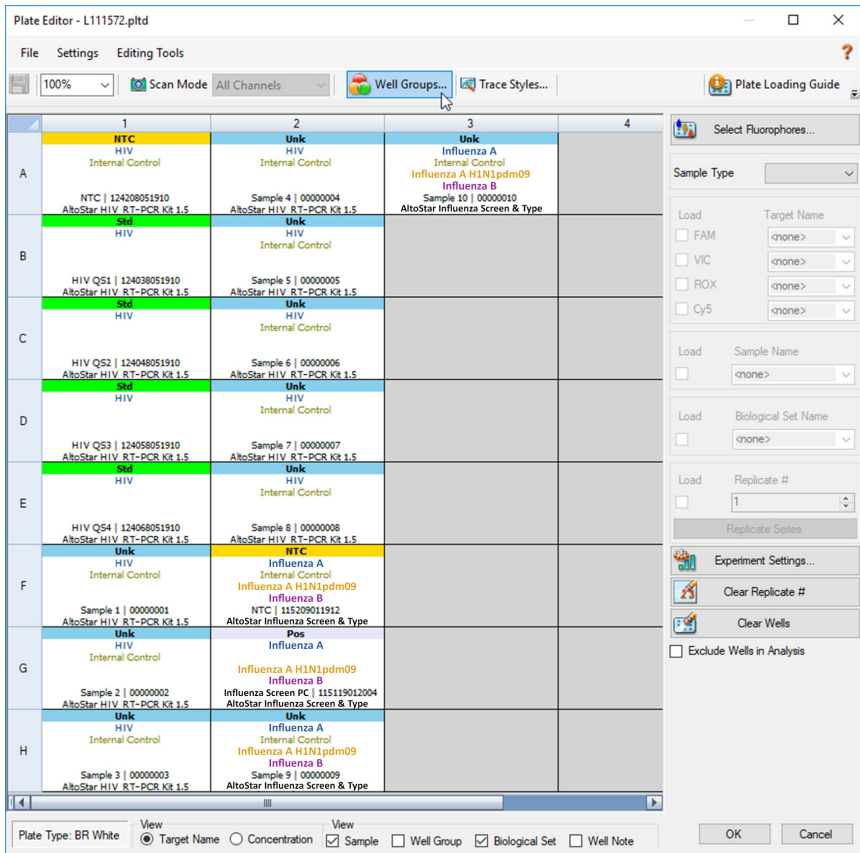 Plate Editor - L111572.pltd
File Settings Editing Tools ?
100% Scan Mode All Channels Well Groups... Trace Styles... Plate Loading Guide
1 2 3 4
A
NTC
HIV
Internal Control
NTC | 124208051910
AltoStar HIV RT-PCR Kit 1.5
Unk
HIV
Internal Control
Sample 4 | 00000004
AltoStar HIV RT-PCR Kit 1.5
Unk
Influenza A
Internal Control
Influenza A H1N1pdm09
Influenza B
Sample 10 | 00000010
AltoStar Influenza Screen & Type
B
Std
HIV
HIV QS1 | 124038051910
AltoStar HIV RT-PCR Kit 1.5
Unk
HIV
Internal Control
Sample 5 | 00000005
AltoStar HIV RT-PCR Kit 1.5
C
Std
HIV
HIV QS2 | 124048051910
AltoStar HIV RT-PCR Kit 1.5
Unk
HIV
Internal Control
Sample 6 | 00000006
AltoStar HIV RT-PCR Kit 1.5
D
Std
HIV
HIV QS3 | 124058051910
AltoStar HIV RT-PCR Kit 1.5
Unk
HIV
Internal Control
Sample 7 | 00000007
AltoStar HIV RT-PCR Kit 1.5
E
Std
HIV
HIV QS4 | 124068051910
AltoStar HIV RT-PCR Kit 1.5
Unk
HIV
Internal Control
Sample 8 | 00000008
AltoStar HIV RT-PCR Kit 1.5
F
Unk
HIV
Internal Control
Sample 1 | 00000001
AltoStar HIV RT-PCR Kit 1.5
NTC
Influenza A
Internal Control
Influenza A H1N1pdm09
Influenza B
NTC | 115209011912
AltoStar Influenza Screen & Type
G
Unk
HIV
Internal Control
Sample 2 | 00000002
AltoStar HIV RT-PCR Kit 1.5
Pos
Influenza A
Influenza A H1N1pdm09
Influenza B
Influenza Screen PC | 115119012004
AltoStar Influenza Screen & Type
H
Unk
HIV
Internal Control
Sample 3 | 00000003
AltoStar HIV RT-PCR Kit 1.5
Unk
Influenza A
Internal Control
Influenza A H1N1pdm09
Influenza B
Sample 9 | 00000009
AltoStar Influenza Screen & Type
Select Fluorophores...
Sample Type
Load Target Name
FAM <none>
VIC <none>
ROX <none>
Cy5 <none>
Load Sample Name
<none>
Load Biological Set Name
<none>
Load Replicate #
1
Replicate Series
Experiment Settings...
Clear Replicate #
Clear Wells
Exclude Wells in Analysis
Plate Type: BR White
View
Target Name Concentration
View
Sample Well Group Biological Set Well Note
OK Cancel